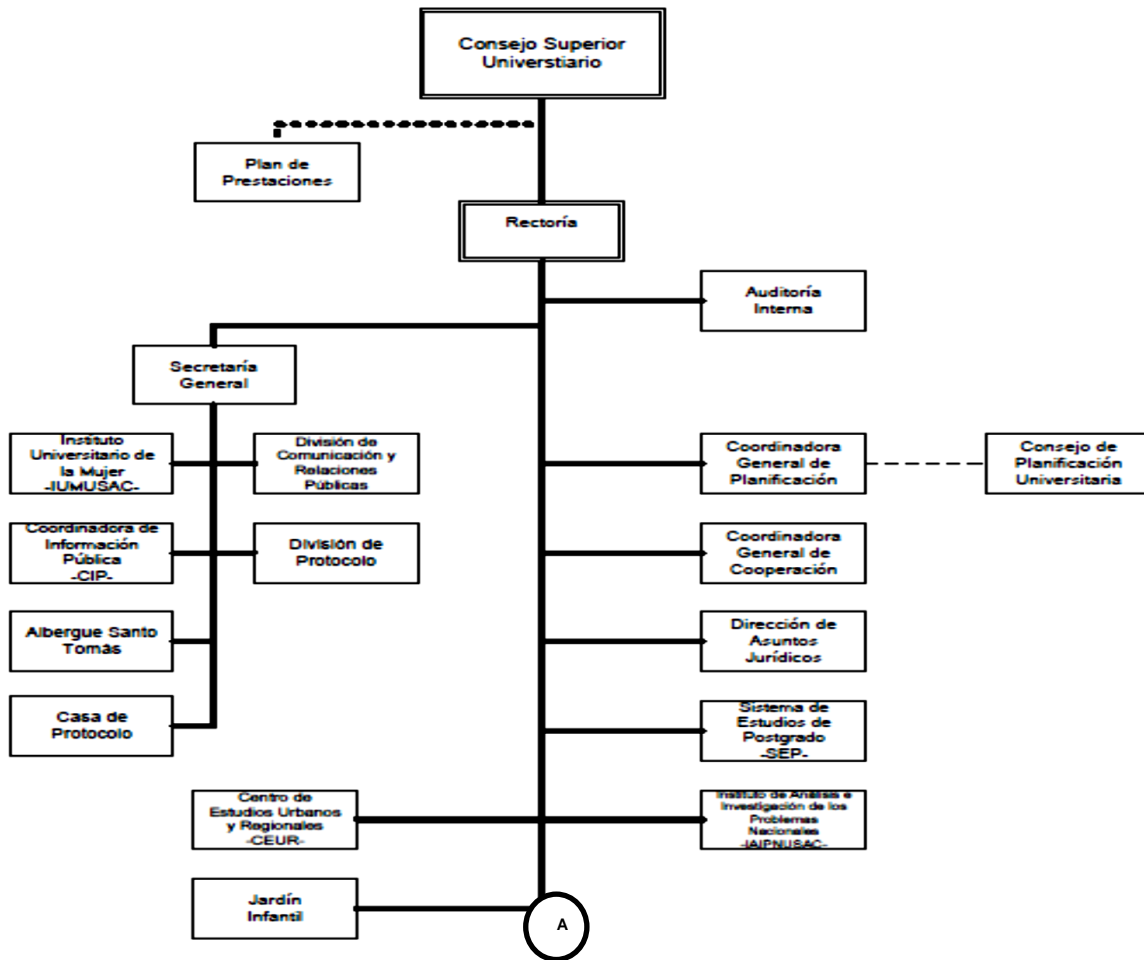 Consejo Superior
Universtiario
Plan de
Prestaciones
Rectoría
Auditoría
Interna
Secretaría
General
Instituto
Universitario de
la Mujer
-IUMUSAC-
División de
Comunicación y
Relaciones
Públicas
Coordinadora
General de
Planificación
Consejo de
Planificación
Universitaria
Coordinadora de
Información
Pública
-CIP-
División de
Protocolo
Coordinadora
General de
Cooperación
Albergue Santo
Tomás
Dirección de
Asuntos
Jurídicos
Casa de
Protocolo
Sistema de
Estudios de
Postgrado
-SEP-
Centro de
Estudios Urbanos
y Regionales
-CEUR-
Instituto de Análisis e
Investigación de los
Problemas
Nacionales
-IAIPNUSAC-
Jardín
Infantil
A